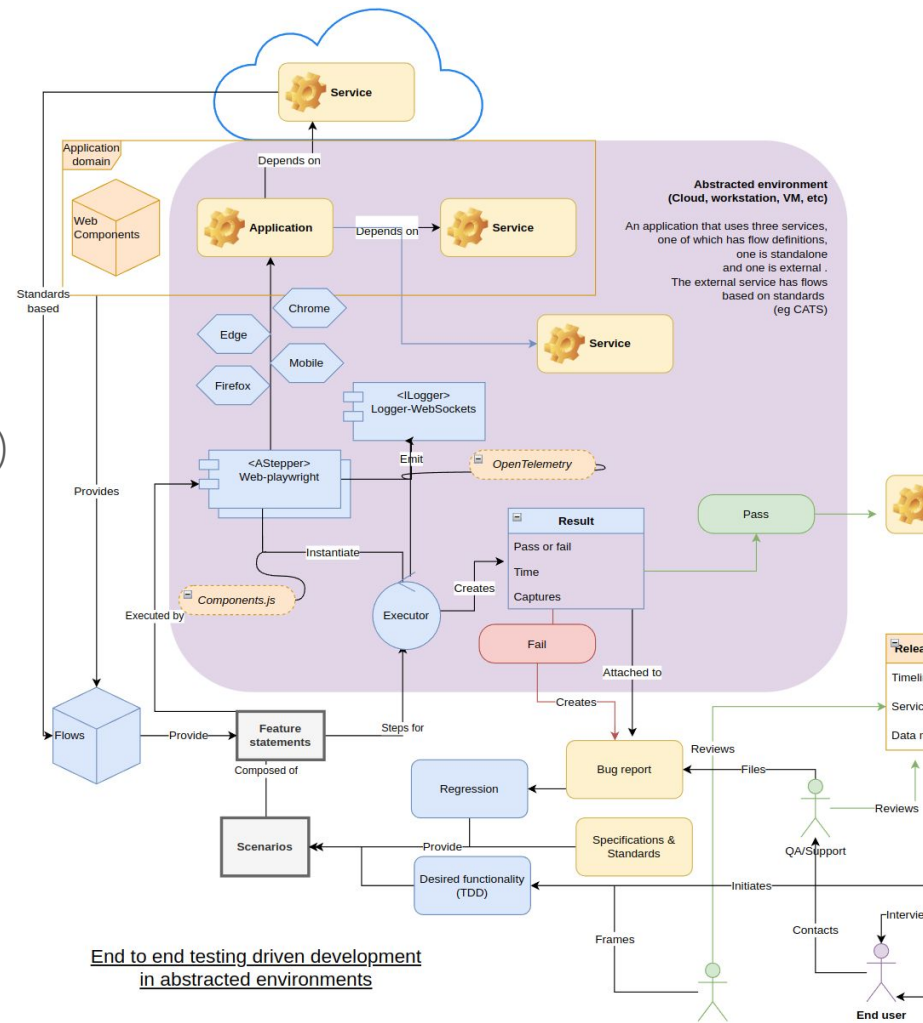 Service
Application
domain
Depends on
Abstracted environment
(Cloud, workstation, VM, etc)
An application that uses three services,
one of which has flow definitions,
one is standalone
and one is external .
The external service has flows
based on standards
(eg CATS)
Web
Components
Application
Depends on
Service
Standards
based
Chrome
Edge
Service
Mobile
Firefox
<ILogger>
Logger-WebSockets
Emit
OpenTelemetry
<AStepper>
Web-playwright
Provides
Pass
Result
Pass or fail
Time
Captures
Instantiate
Creates
Components.js
Executed by
Executor
Fail
Attached to
Creates
Relea
Timeli
Servic
Data r
Flows
Provide
Feature
statements
Steps for
Reviews
Composed of
Bug report
Files
Regression
Reviews
Scenarios
Provide
Specifications &
Standards
QA/Support
Desired functionality
(TDD)
Initiates
Intervie
Contacts
Frames
End to end testing driven development
in abstracted environments
End user